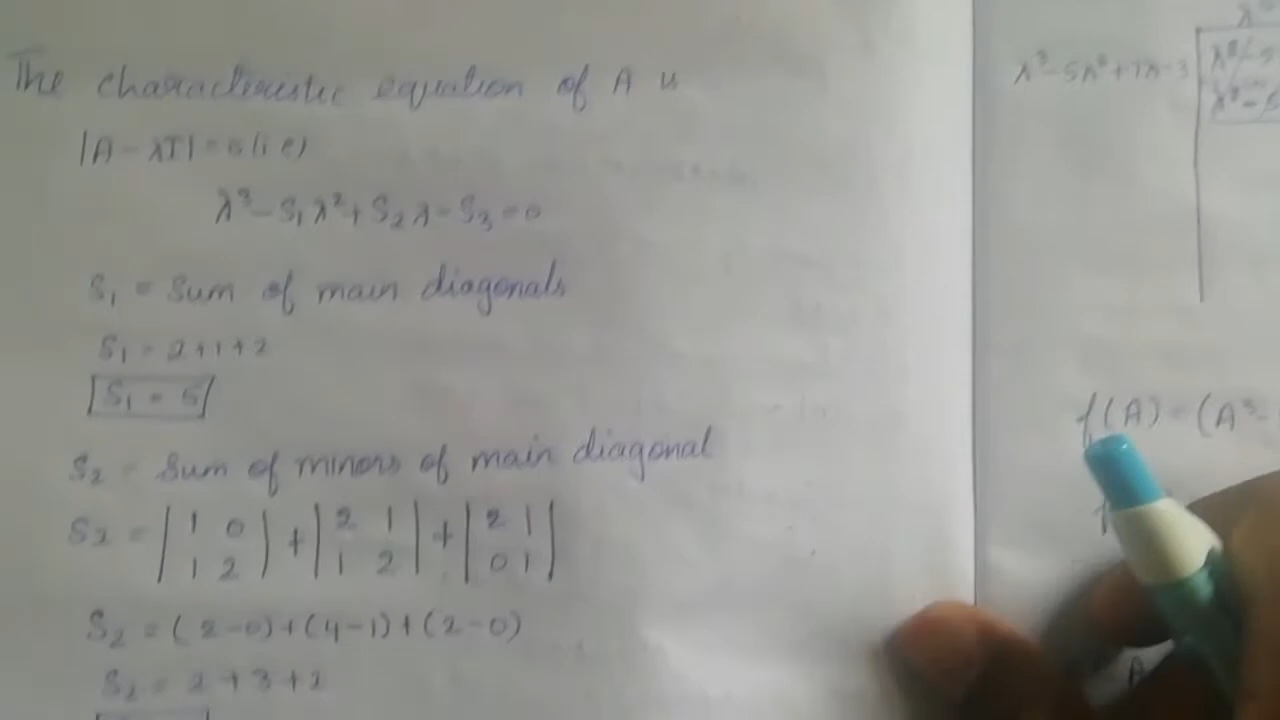 The characteristic equation of A is
|A - λI| = 0 (i e)
λ³ - S₁λ² + S₂λ - S₃ = 0
S₁ = Sum of main diagonals
S₁ = 2+1+2
S₁ = 5
S₂ = Sum of minors of main diagonal
S₂ = |1 0| + |2 1| + |2 1|
|1 2| |1 2| |0 1|
S₂ = (2-0)+(4-1)+(2-0)
S₂ = 2+3+2
λ³-5λ²+7λ-3
f(A) = (A³-
A